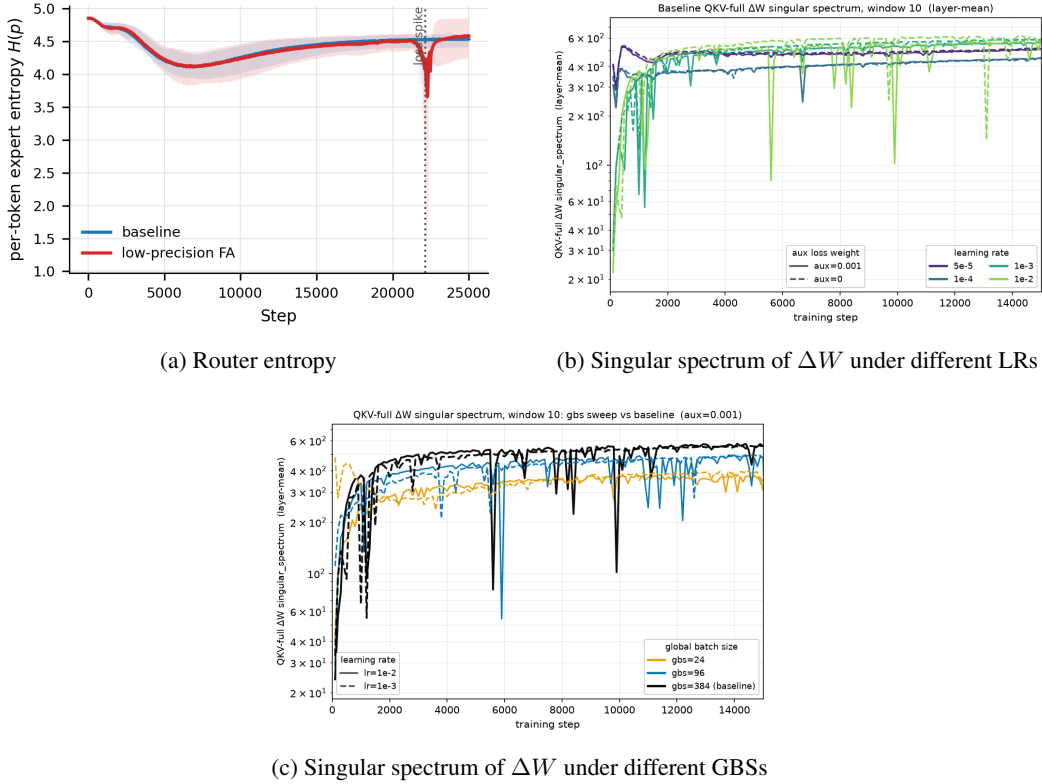 per-token expert entropy H(p)
5.0
4.5
4.0
3.5
3.0
2.5
2.0
1.5
1.0
loss spike
baseline
low-precision FA
0 5000 10000 15000 20000 25000
Step
(a) Router entropy
Baseline QKV-full ΔW singular spectrum, window 10 (layer-mean)
QKV-full ΔW singular_spectrum (layer-mean)
6 × 10²
4 × 10²
3 × 10²
2 × 10²
10²
6 × 10¹
4 × 10¹
3 × 10¹
2 × 10¹
aux loss weight
aux=0.001
aux=0
learning rate
5e-5 1e-3
1e-4 1e-2
0 2000 4000 6000 8000 10000 12000 14000
training step
(b) Singular spectrum of ΔW under different LRs
QKV-full ΔW singular spectrum, window 10: gbs sweep vs baseline (aux=0.001)
QKV-full ΔW singular_spectrum (layer-mean)
6 × 10²
4 × 10²
3 × 10²
2 × 10²
10²
6 × 10¹
4 × 10¹
3 × 10¹
2 × 10¹
learning rate
lr=1e-2
lr=1e-3
global batch size
gbs=24
gbs=96
gbs=384 (baseline)
0 2000 4000 6000 8000 10000 12000 14000
training step
(c) Singular spectrum of ΔW under different GBSs